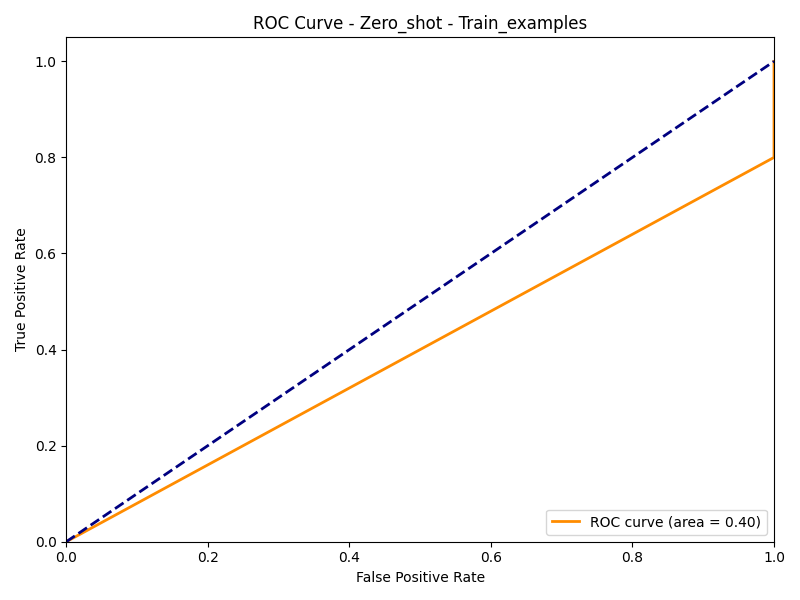 ROC Curve - Zero_shot - Train_examples
True Positive Rate
1.0
0.8
0.6
0.4
0.2
0.0
ROC curve (area = 0.40)
0.0 0.2 0.4 0.6 0.8 1.0
False Positive Rate